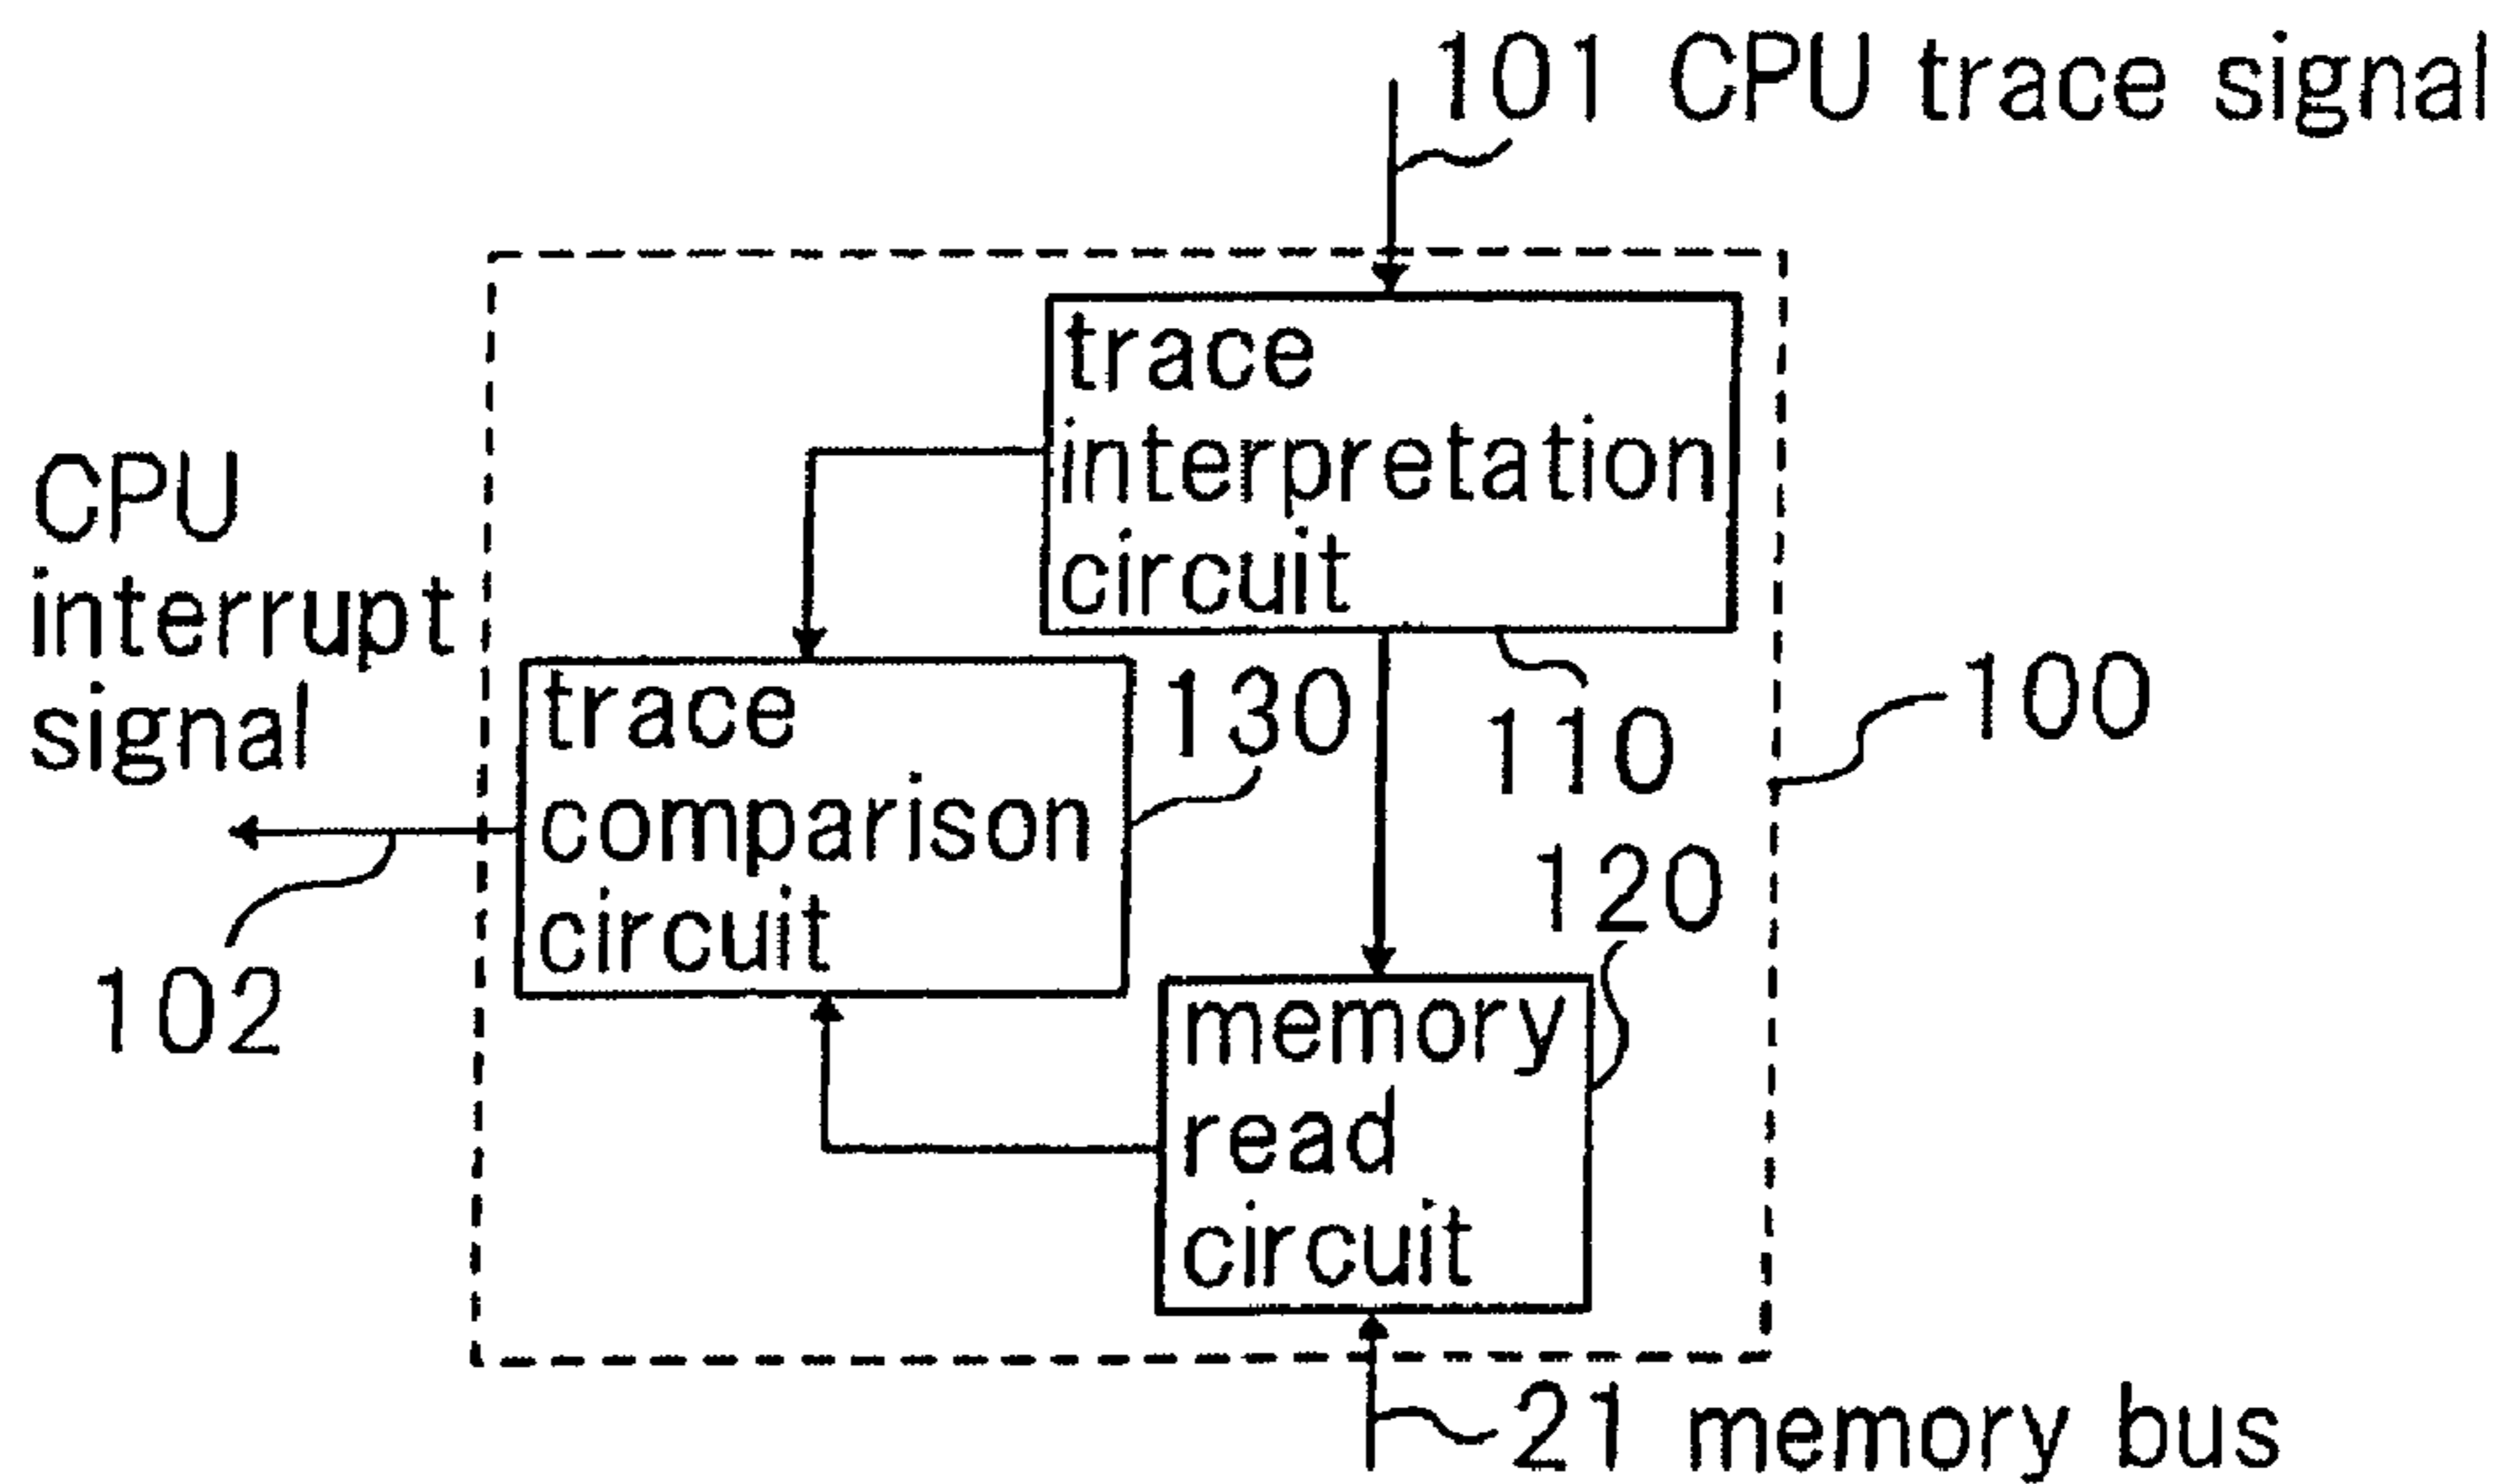 101 CPU trace signal
trace
interpretation
circuit
CPU
interrupt
signal
110
100
trace
comparison
circuit
130
120
102
memory
read
circuit
21 memory bus